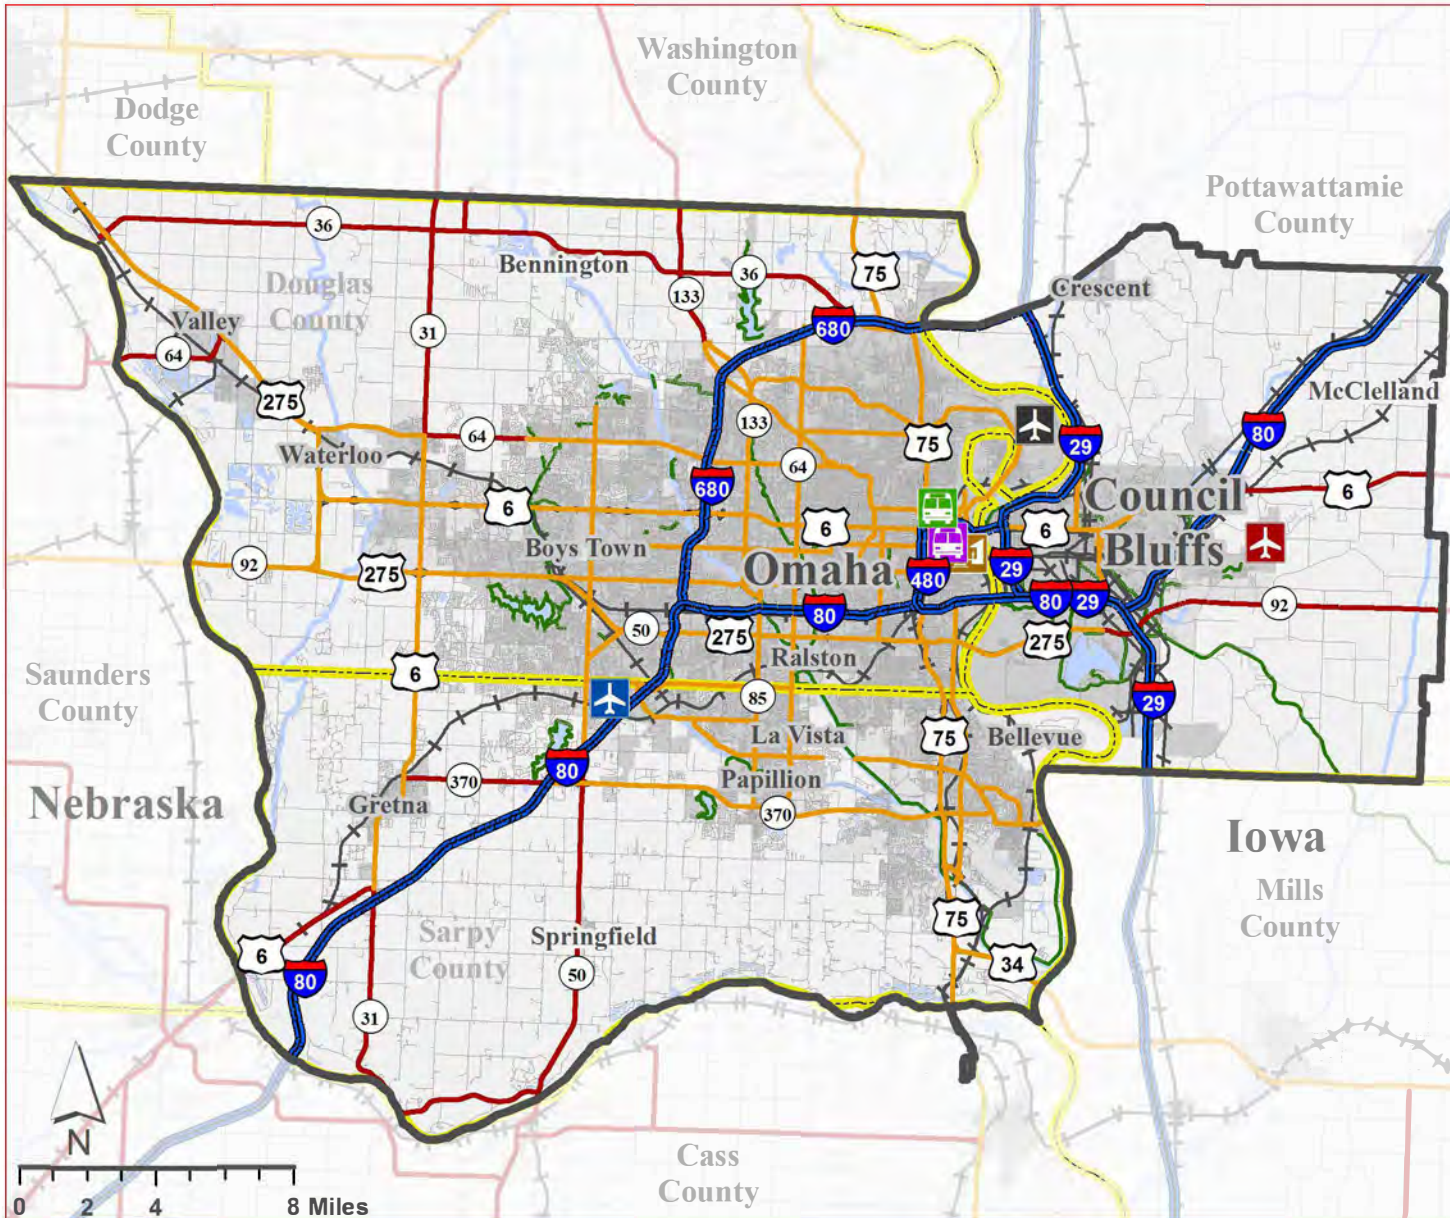 Washington
County
Dodge
County
Pottawattamie
County
36
Bennington
36
75
Douglas
County
133
Crescent
Valley
31
680
64
275
McClelland
133
75
29
80
Waterloo
64
64
680
6
Council
6
6
6
Boys Town
Bluffs
Omaha
92
275
480
29
80
29
92
80
50
275
275
Ralston
Saunders
County
6
85
29
La Vista
75
Bellevue
80
370
Papillion
Nebraska
Gretna
370
Iowa
Mills
County
75
Sarpy
County
Springfield
6
34
80
50
31
N
Cass
County
0 2 4 8 Miles